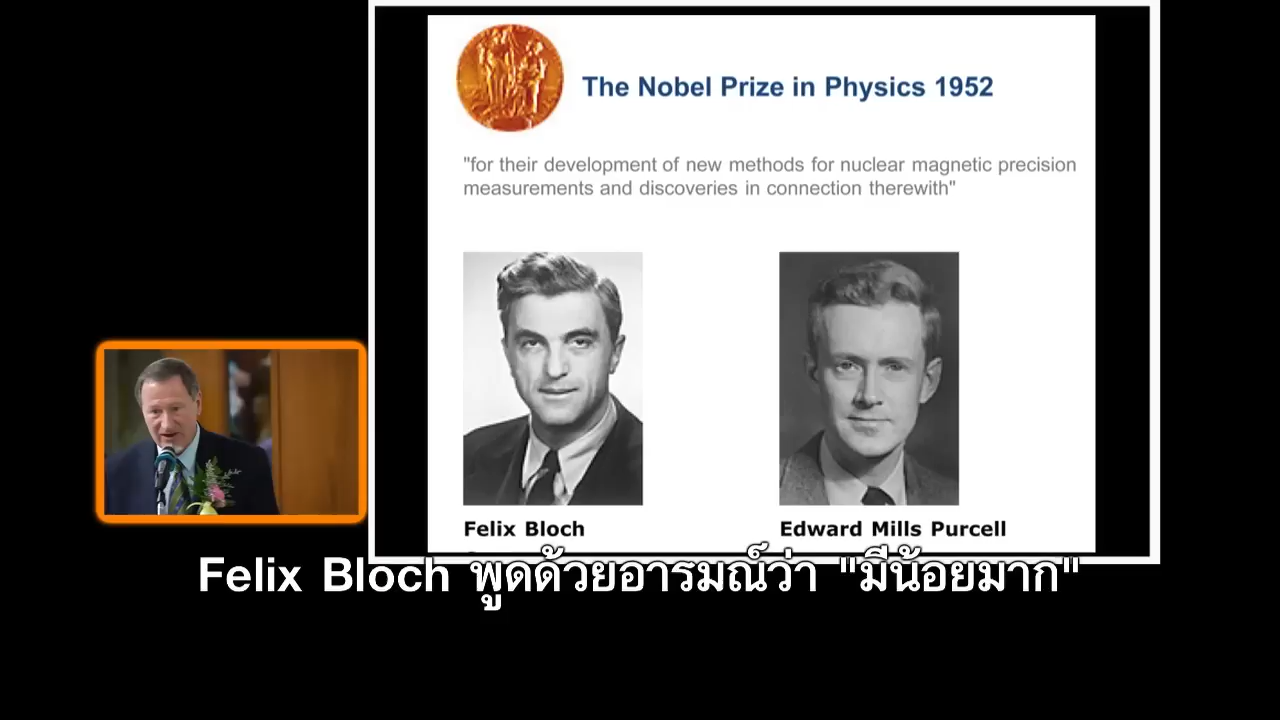 The Nobel Prize in Physics 1952
"for their development of new methods for nuclear magnetic precision
measurements and discoveries in connection therewith"
Felix Bloch
Edward Mills Purcell
Felix Bloch พูดด้วยอารมณ์ว่า "มีน้อยมาก"